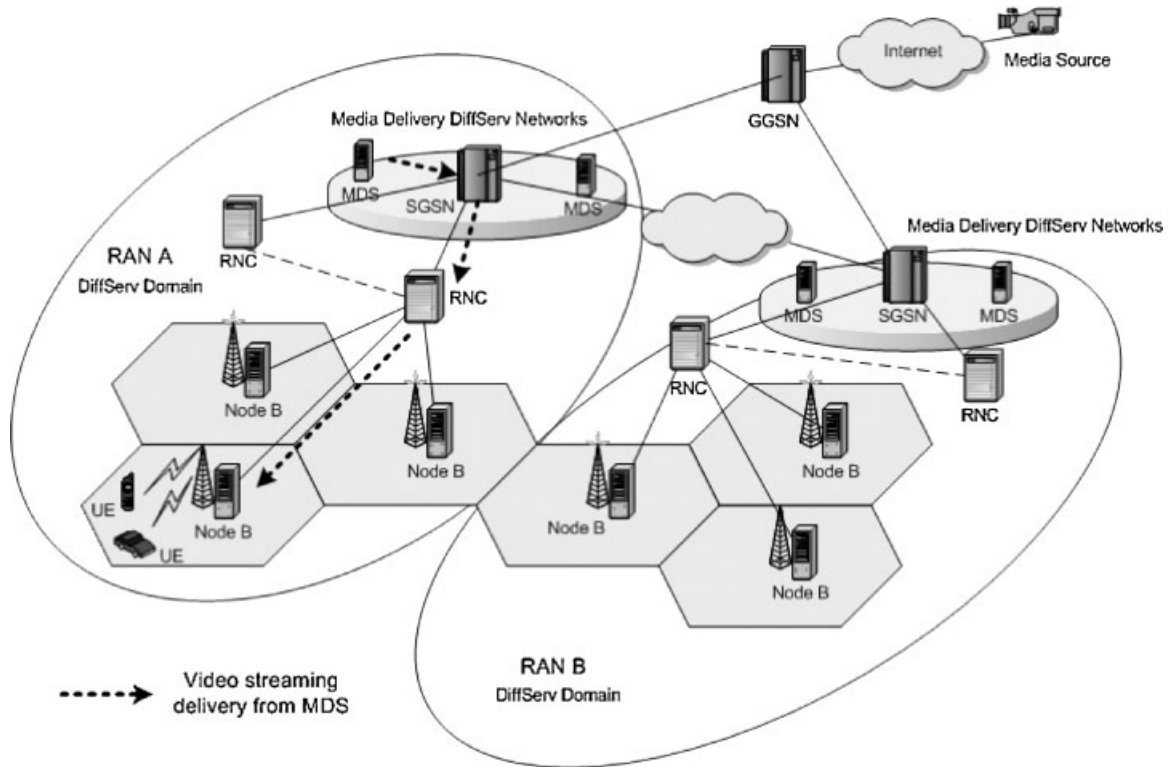 Internet
Media Source
GGSN
Media Delivery DiffServ Networks
MDS
SGSN
MDS
RNC
RAN A
DiffServ Domain
RNC
Media Delivery DiffServ Networks
MDS
SGSN
MDS
RNC
RNC
Node B
Node B
Node B
UE
UE
Node B
Node B
Node B
RAN B
DiffServ Domain
Video streaming
delivery from MDS